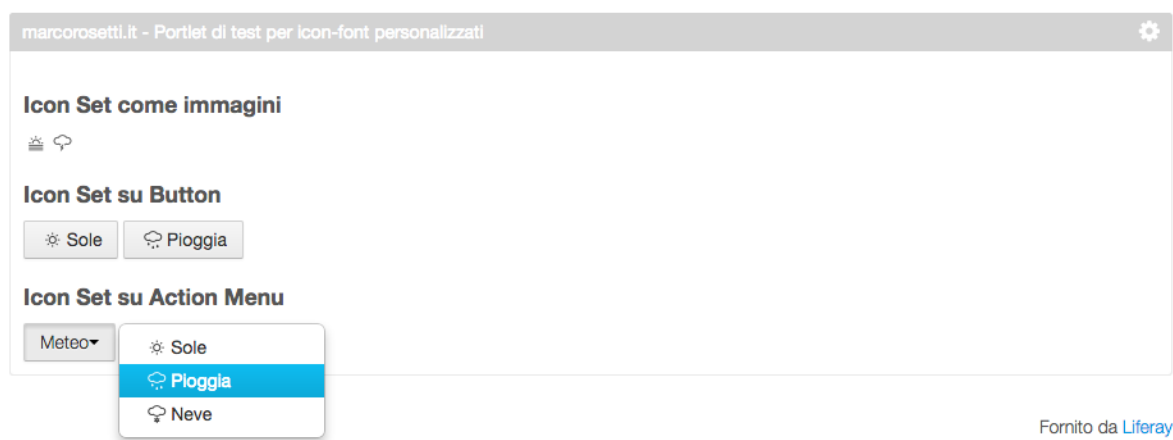 marcorosetti.it - Portlet di test per icon-font personalizzati
Icon Set come immagini
Icon Set su Button
Sole Pioggia
Icon Set su Action Menu
Meteo
Sole
Pioggia
Neve
Fornito da Liferay